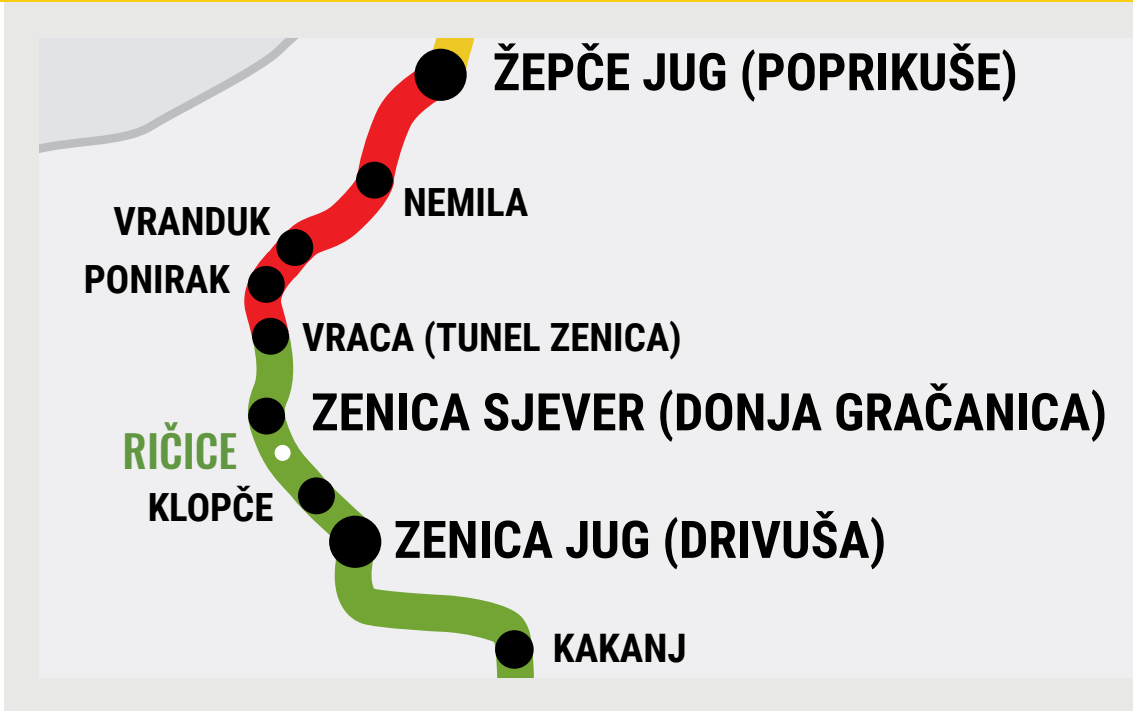 ŽEPČE JUG (POPRIKUŠE)
NEMILA
VRANDUK
PONIRAK
VRACA (TUNEL ZENICA)
ZENICA SJEVER (DONJA GRAČANICA)
RIČICE
KLOPČE
ZENICA JUG (DRIVUŠA)
KAKANJ